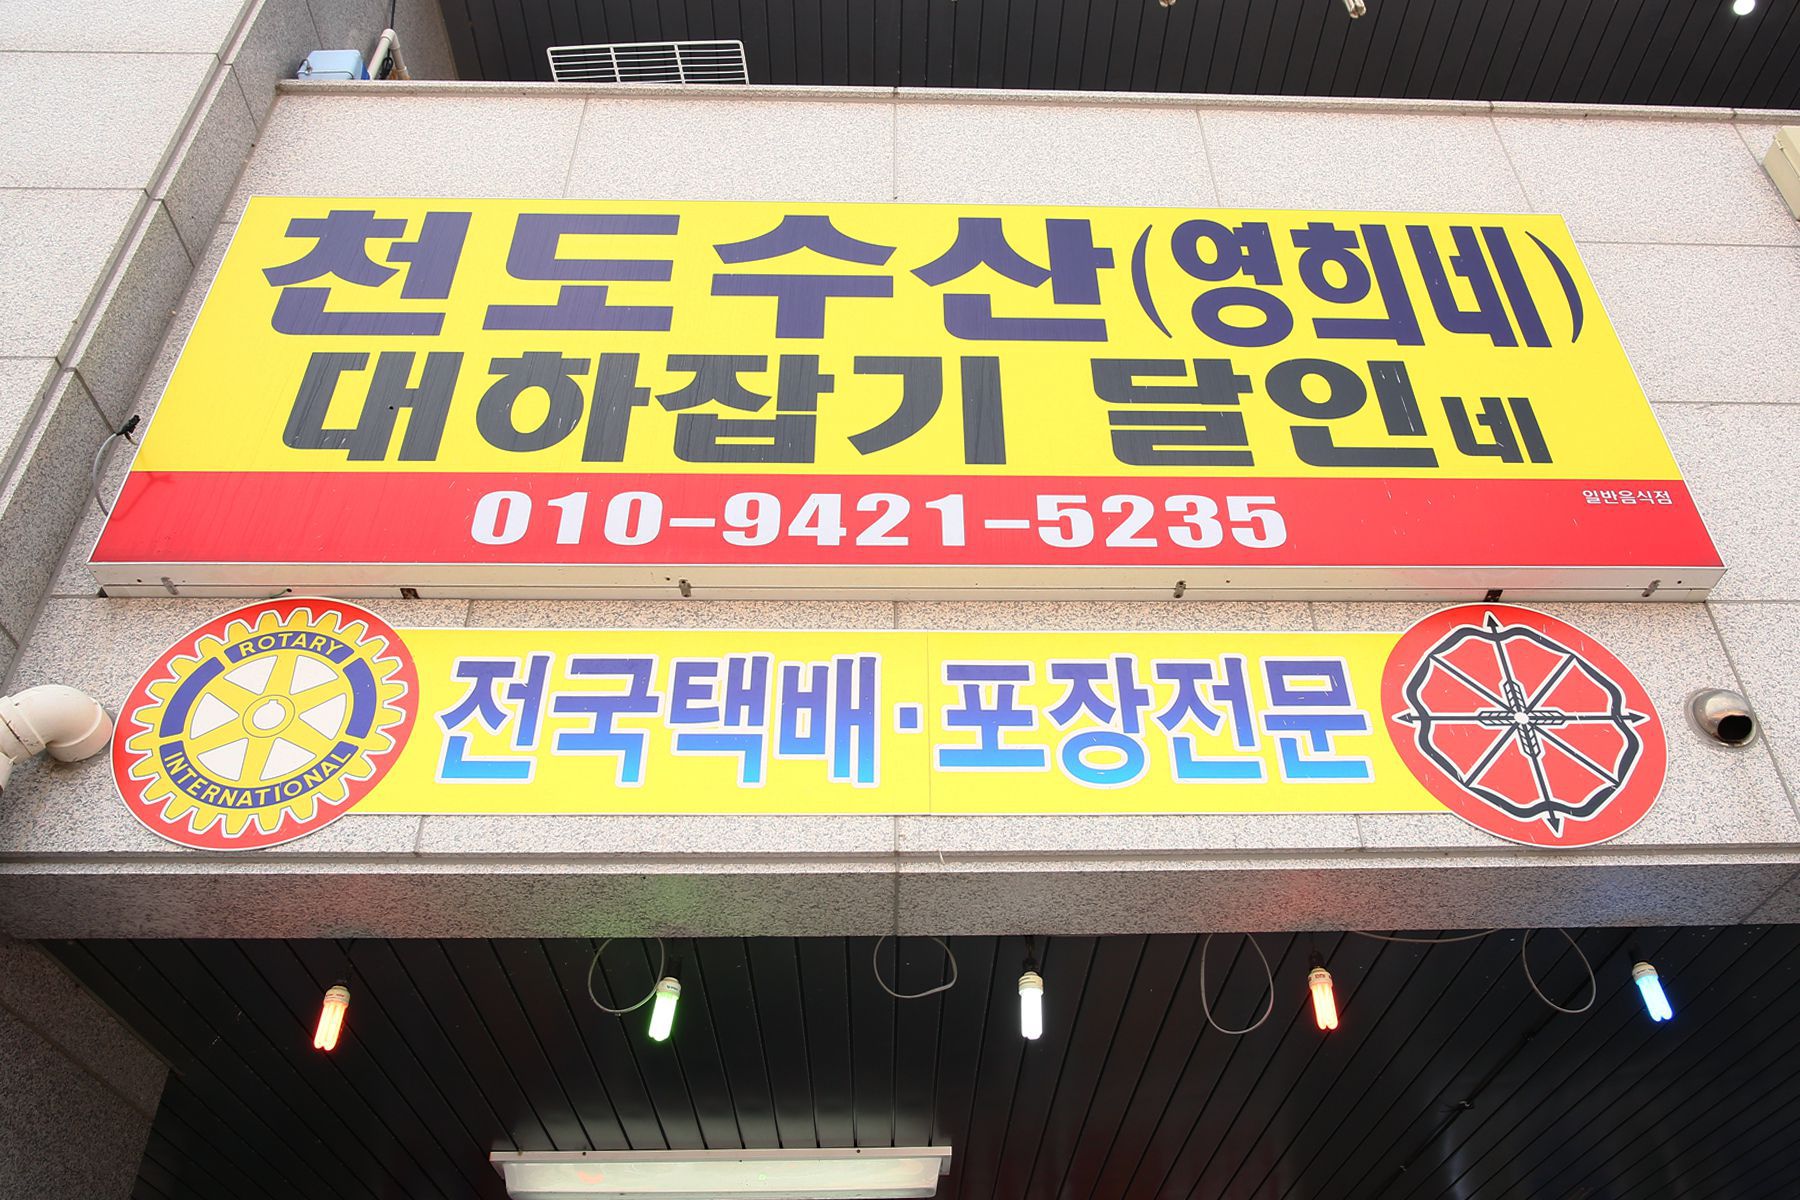 천도수산(영희네)
대하잡기 달인네
010-9421-5235
일반음식점
ROTARY
INTERNATIONAL
전국택배·포장전문